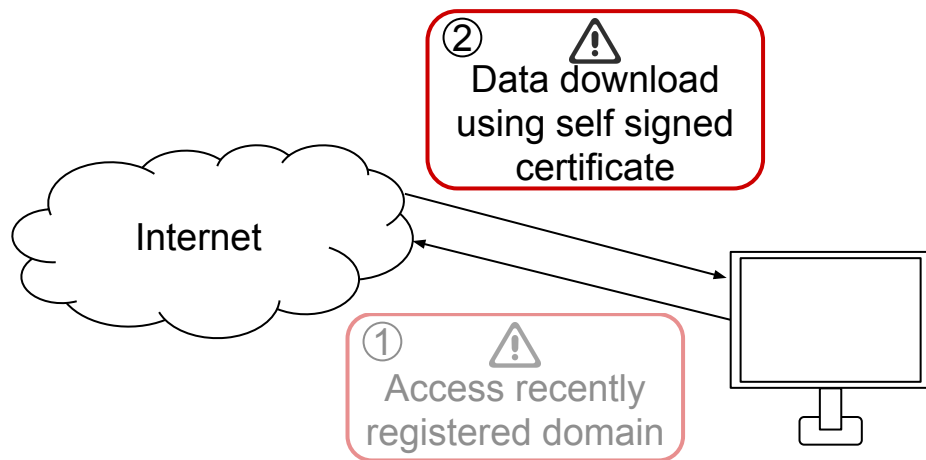 ②
Data download
using self signed
certificate
Internet
①
Access recently
registered domain